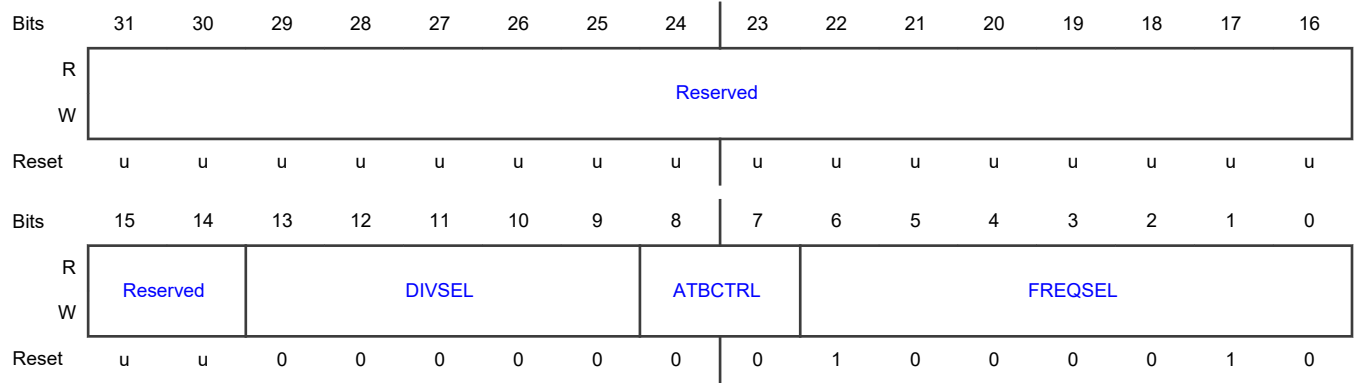 Bits 31 30 29 28 27 26 25 24 23 22 21 20 19 18 17 16
R
Reserved
W
Reset u u u u u u u u u u u u u u u u
Bits 15 14 13 12 11 10 9 8 7 6 5 4 3 2 1 0
R
Reserved DIVSEL ATBCTRL FREQSEL
W
Reset u u 0 0 0 0 0 0 0 1 0 0 0 0 1 0